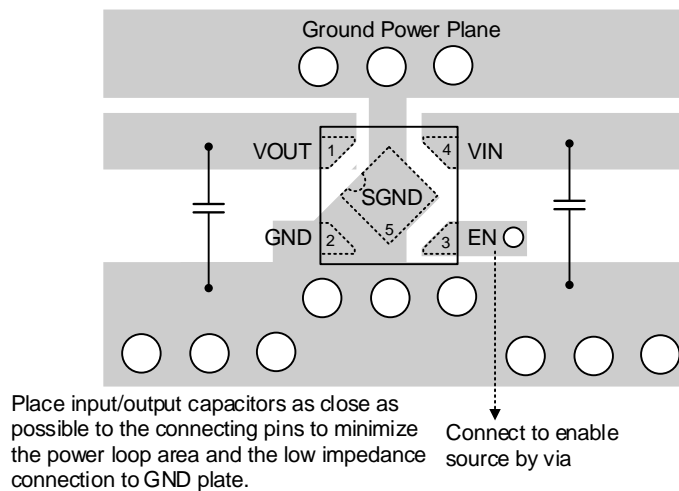 Ground Power Plane
VOUT 1 4 VIN
SGND
GND 2 5 3 EN
Place input/output capacitors as close as
possible to the connecting pins to minimize
the power loop area and the low impedance
connection to GND plate.
Connect to enable
source by via